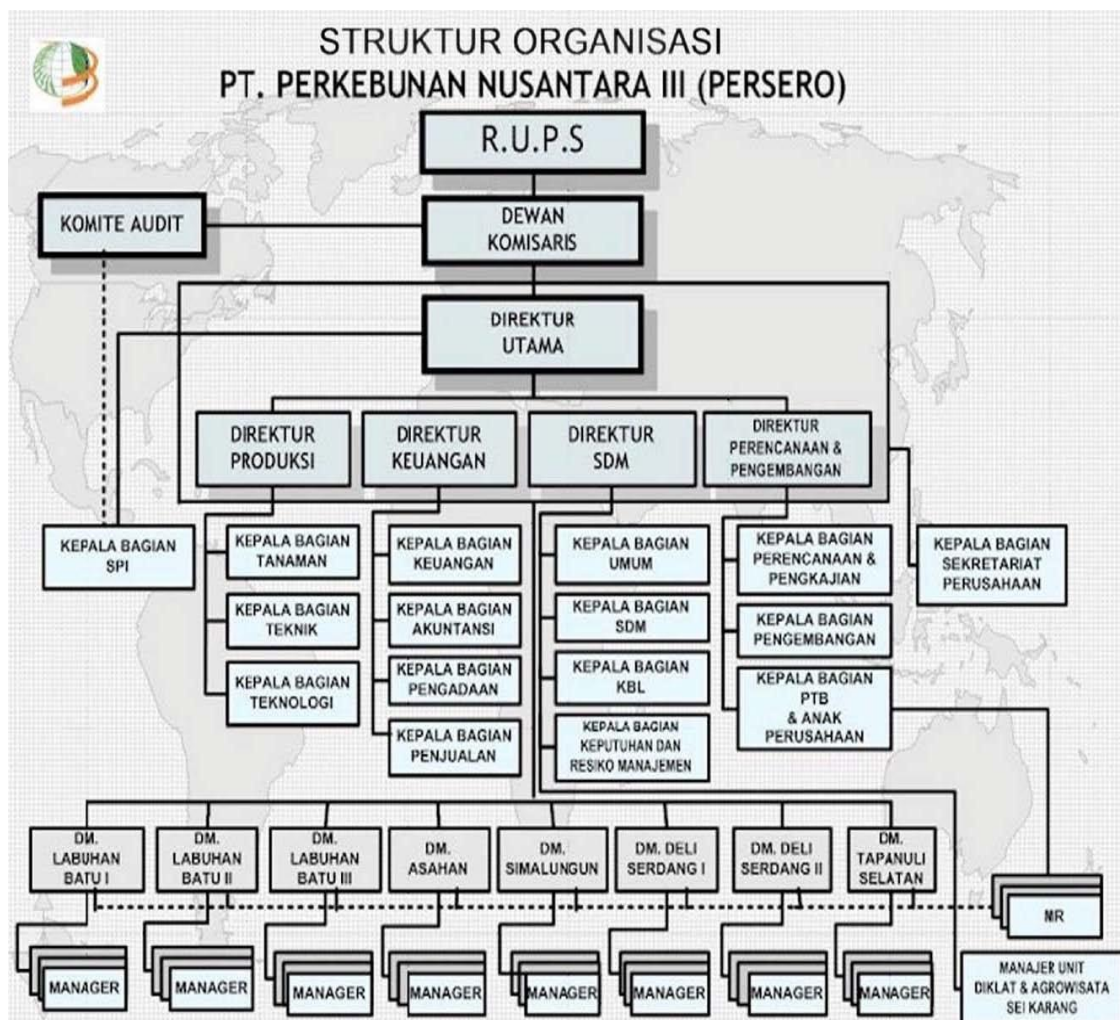 STRUKTUR ORGANISASI
PT. PERKEBUNAN NUSANTARA III (PERSERO)
R.U.P.S
KOMITE AUDIT
DEWAN
KOMISARIS
DIREKTUR
UTAMA
DIREKTUR
PRODUKSI
DIREKTUR
KEUANGAN
DIREKTUR
SDM
DIREKTUR
PERENCANAAN &
PENGEMBANGAN
KEPALA BAGIAN
SPI
KEPALA BAGIAN
TANAMAN
KEPALA BAGIAN
TEKNIK
KEPALA BAGIAN
TEKNOLOGI
KEPALA BAGIAN
KEUANGAN
KEPALA BAGIAN
AKUNTANSI
KEPALA BAGIAN
PENGADAAN
KEPALA BAGIAN
PENJUALAN
KEPALA BAGIAN
UMUM
KEPALA BAGIAN
SDM
KEPALA BAGIAN
KBL
KEPALA BAGIAN
KEPUTUHAN DAN
RESIKO MANAJEMEN
KEPALA BAGIAN
PERENCANAAN &
PENGKAJIAN
KEPALA BAGIAN
PENGEMBANGAN
KEPALA BAGIAN
PTB
& ANAK
PERUSAHAAN
KEPALA BAGIAN
SEKRETARIAT
PERUSAHAAN
DM.
LABUHAN
BATU I
DM.
LABUHAN
BATU II
DM.
LABUHAN
BATU III
DM.
ASAHAN
DM.
SIMALUNGUN
DM. DELI
SERDANG I
DM. DELI
SERDANG II
DM.
TAPANULI
SELATAN
MR
MANAGER
MANAGER
MANAGER
MANAGER
MANAGER
MANAGER
MANAGER
MANAGER
MANAJER UNIT
DIKLAT & AGROWISATA
SEI KARANG